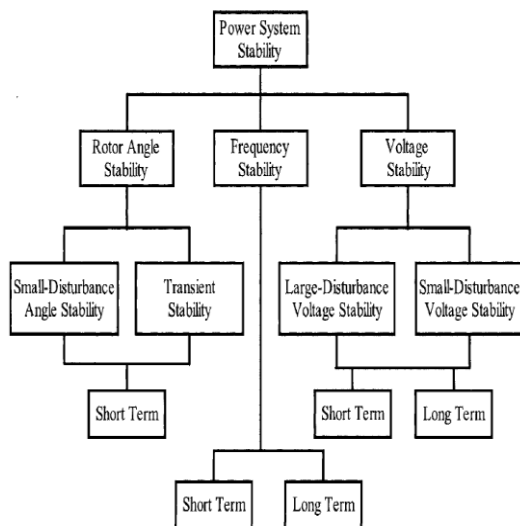 Power System
Stability
Rotor Angle
Stability
Frequency
Stability
Voltage
Stability
Small-Disturbance
Angle Stability
Transient
Stability
Large-Disturbance
Voltage Stability
Small-Disturbance
Voltage Stability
Short Term
Short Term
Long Term
Short Term
Long Term